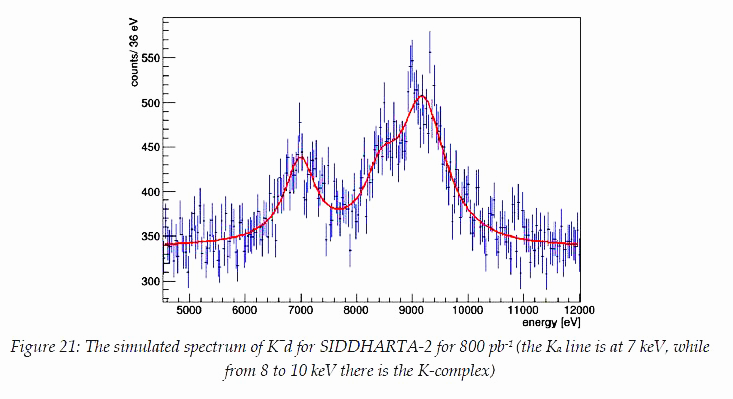 counts/ 36 eV
550
500
450
400
350
300
5000 6000 7000 8000 9000 10000 11000 12000
energy [eV]
Figure 21: The simulated spectrum of K⁻d for SIDDHARTA-2 for 800 pb⁻¹ (the Kα line is at 7 keV, while
from 8 to 10 keV there is the K-complex)